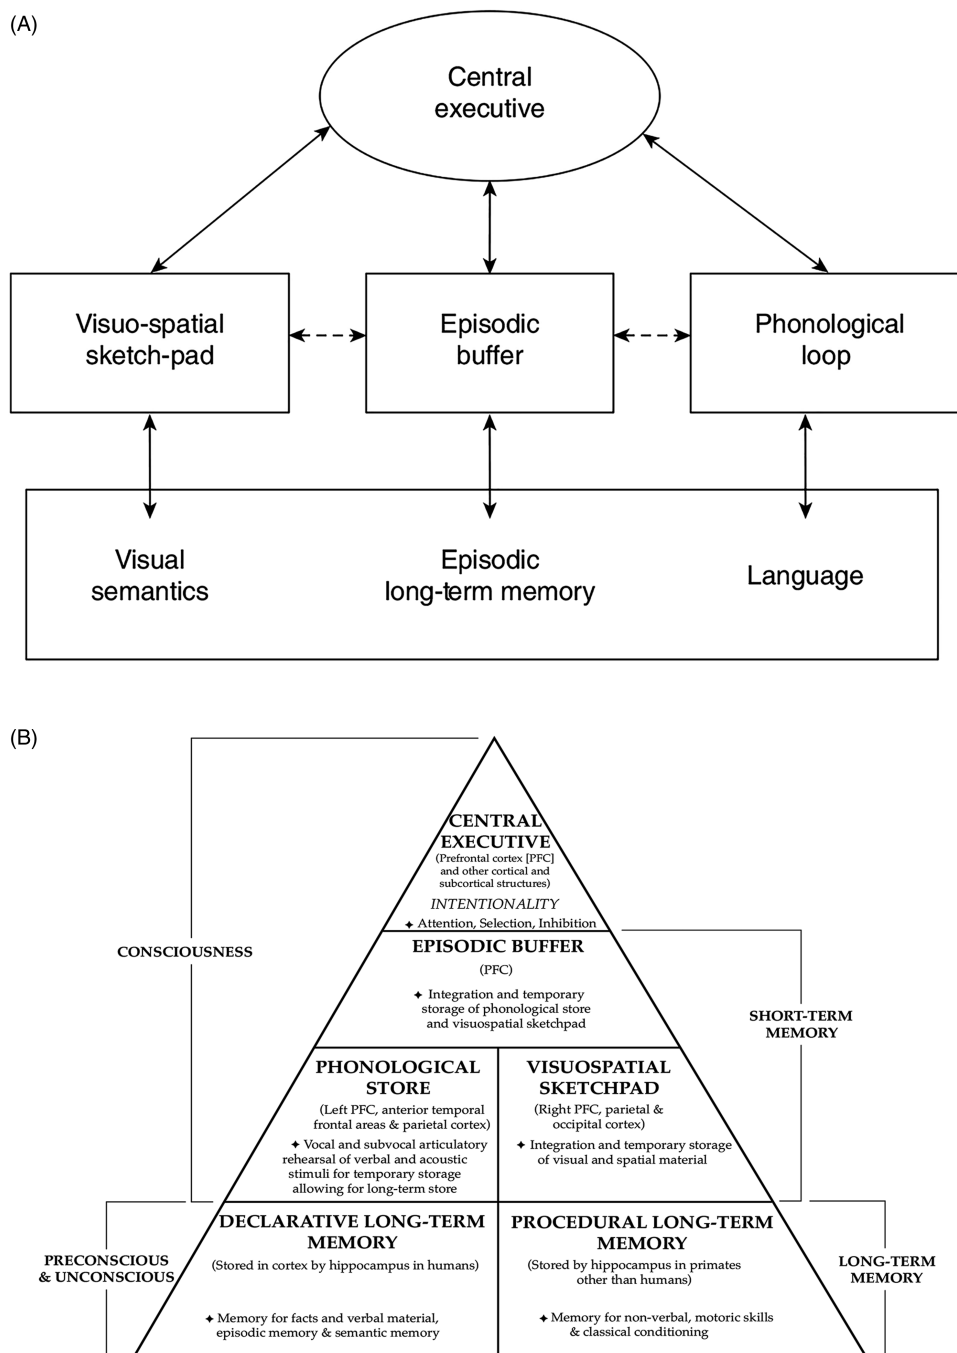 (A)
Central
executive
Visuo-spatial
sketch-pad
Episodic
buffer
Phonological
loop
Visual
semantics
Episodic
long-term memory
Language
(B)
CENTRAL
EXECUTIVE
(Prefrontal cortex [PFC]
and other cortical and
subcortical structures)
INTENTIONALITY
✦ Attention, Selection, Inhibition
CONSCIOUSNESS
EPISODIC BUFFER
(PFC)
✦ Integration and temporary
storage of phonological store
and visuospatial sketchpad
SHORT-TERM
MEMORY
PHONOLOGICAL
STORE
(Left PFC, anterior temporal
frontal areas & parietal cortex)
✦ Vocal and subvocal articulatory
rehearsal of verbal and acoustic
stimuli for temporary storage
allowing for long-term store
VISUOSPATIAL
SKETCHPAD
(Right PFC, parietal &
occipital cortex)
✦ Integration and temporary storage
of visual and spatial material
PRECONSCIOUS
& UNCONSCIOUS
DECLARATIVE LONG-TERM
MEMORY
(Stored in cortex by hippocampus in humans)
✦ Memory for facts and verbal material,
episodic memory & semantic memory
PROCEDURAL LONG-TERM
MEMORY
(Stored by hippocampus in primates
other than humans)
✦ Memory for non-verbal, motoric skills
& classical conditioning
LONG-TERM
MEMORY